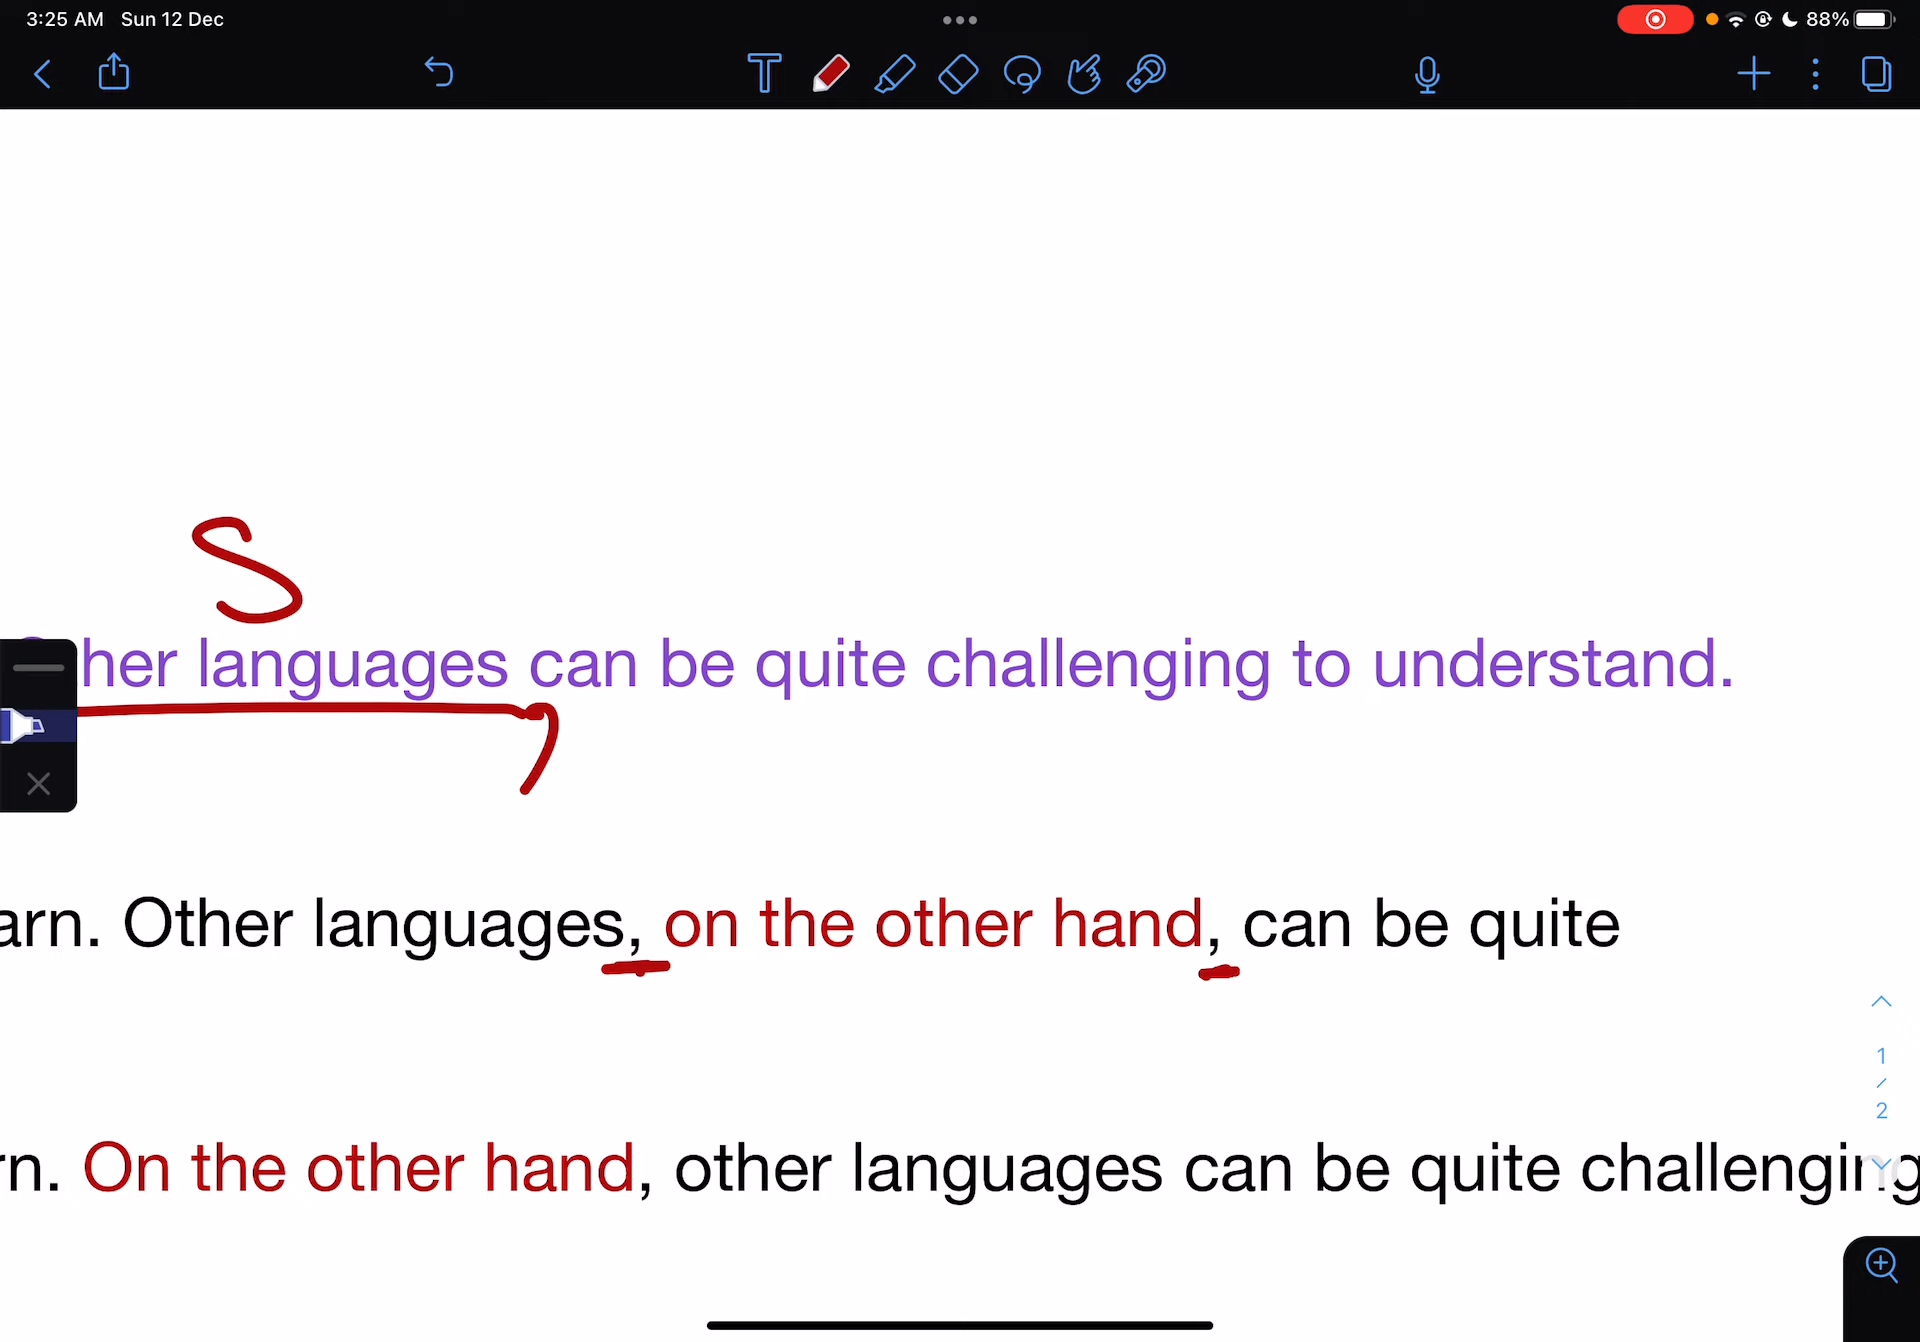 3:25 AM Sun 12 Dec
88%
S
her languages can be quite challenging to understand.
arn. Other languages, on the other hand, can be quite
rn. On the other hand, other languages can be quite challenging
1
/
2